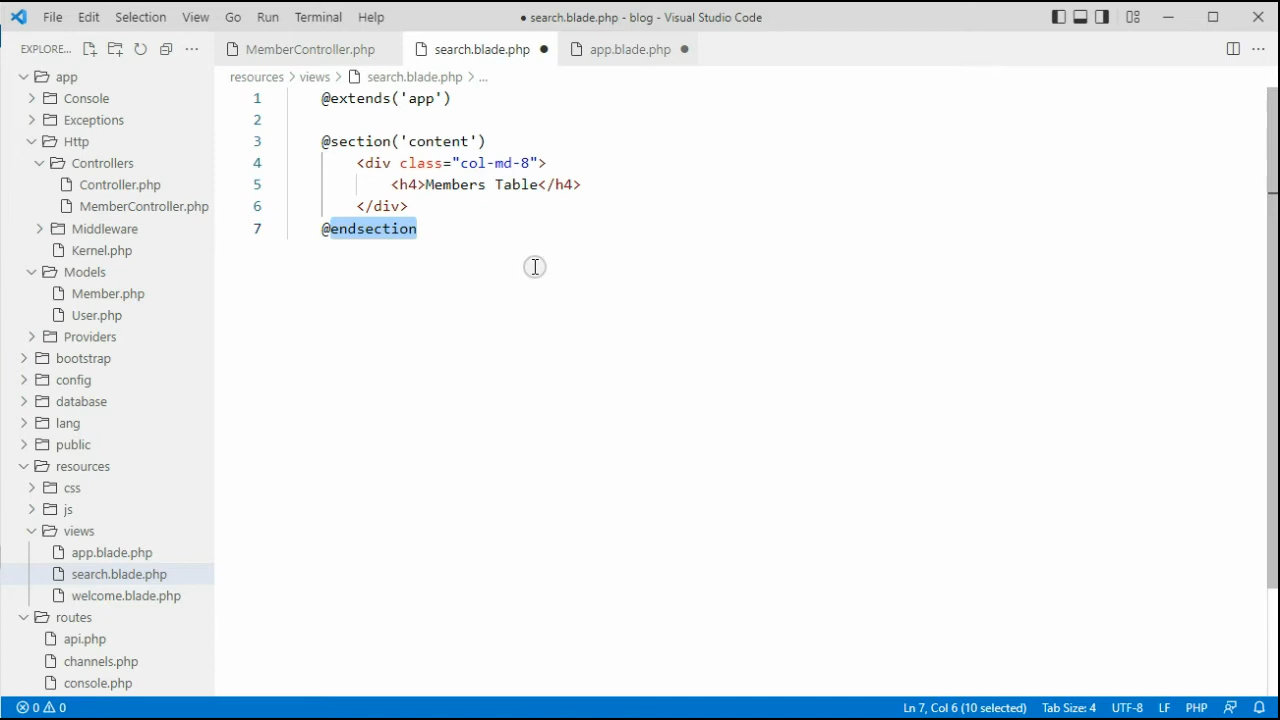 File Edit Selection View Go Run Terminal Help ● search.blade.php - blog - Visual Studio Code
EXPLORE... ...
MemberController.php search.blade.php ● app.blade.php ●
resources > views > search.blade.php > ...
app
Console
Exceptions
Http
Controllers
Controller.php
MemberController.php
Middleware
Kernel.php
Models
Member.php
User.php
Providers
bootstrap
config
database
lang
public
resources
css
js
views
app.blade.php
search.blade.php
welcome.blade.php
routes
api.php
channels.php
console.php
1 @extends('app')
2
3 @section('content')
4 <div class="col-md-8">
5 <h4>Members Table</h4>
6 </div>
7 @endsection
0 0 Ln 7, Col 6 (10 selected) Tab Size: 4 UTF-8 LF PHP